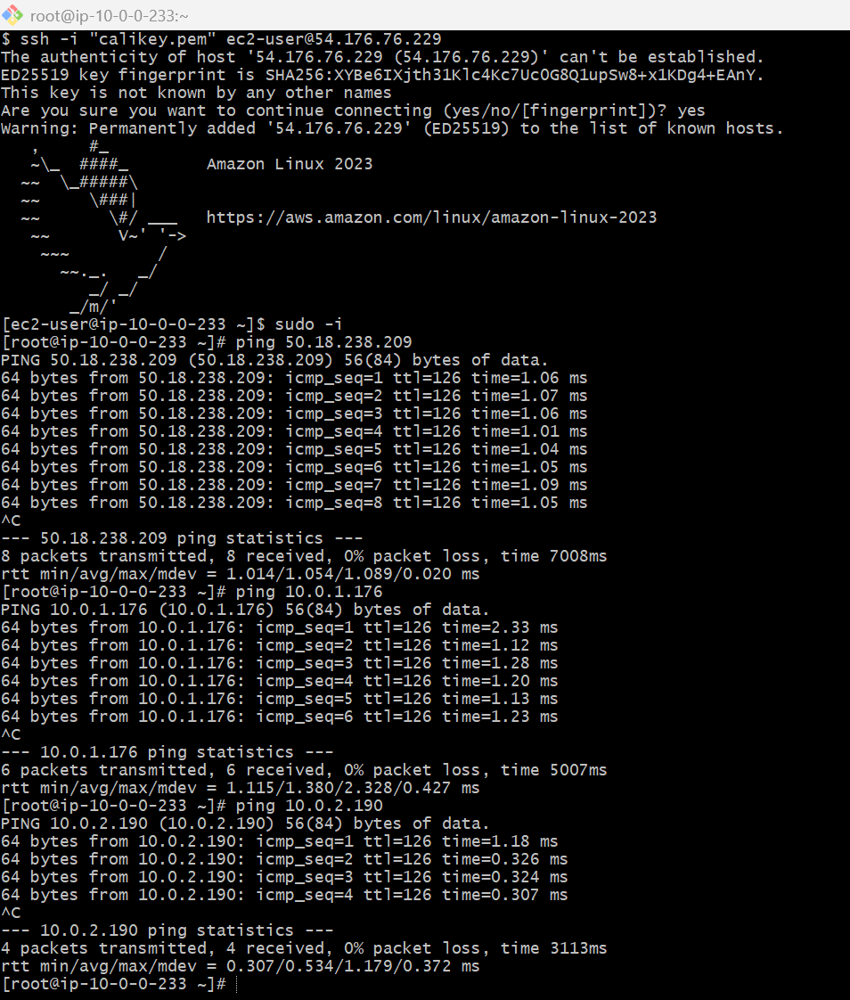 root@ip-10-0-0-233:~
$ ssh -i "calikey.pem" ec2-user@54.176.76.229
The authenticity of host '54.176.76.229 (54.176.76.229)' can't be established.
ED25519 key fingerprint is SHA256:XYBe6IXjth31Klc4Kc7UcOG8Q1upSw8+x1KDg4+EAnY.
This key is not known by any other names
Are you sure you want to continue connecting (yes/no/[fingerprint])? yes
Warning: Permanently added '54.176.76.229' (ED25519) to the list of known hosts.
   ,     #_
   ~\_  ####_        Amazon Linux 2023
  ~~  \_#####\
  ~~     \###|
  ~~       \#/ ___   https://aws.amazon.com/linux/amazon-linux-2023
   ~~       V~' '->
    ~~~         /
      ~~._.   _/
         _/ _/
       _/m/'
[ec2-user@ip-10-0-0-233 ~]$ sudo -i
[root@ip-10-0-0-233 ~]# ping 50.18.238.209
PING 50.18.238.209 (50.18.238.209) 56(84) bytes of data.
64 bytes from 50.18.238.209: icmp_seq=1 ttl=126 time=1.06 ms
64 bytes from 50.18.238.209: icmp_seq=2 ttl=126 time=1.07 ms
64 bytes from 50.18.238.209: icmp_seq=3 ttl=126 time=1.06 ms
64 bytes from 50.18.238.209: icmp_seq=4 ttl=126 time=1.01 ms
64 bytes from 50.18.238.209: icmp_seq=5 ttl=126 time=1.04 ms
64 bytes from 50.18.238.209: icmp_seq=6 ttl=126 time=1.05 ms
64 bytes from 50.18.238.209: icmp_seq=7 ttl=126 time=1.09 ms
64 bytes from 50.18.238.209: icmp_seq=8 ttl=126 time=1.05 ms
^C
--- 50.18.238.209 ping statistics ---
8 packets transmitted, 8 received, 0% packet loss, time 7008ms
rtt min/avg/max/mdev = 1.014/1.054/1.089/0.020 ms
[root@ip-10-0-0-233 ~]# ping 10.0.1.176
PING 10.0.1.176 (10.0.1.176) 56(84) bytes of data.
64 bytes from 10.0.1.176: icmp_seq=1 ttl=126 time=2.33 ms
64 bytes from 10.0.1.176: icmp_seq=2 ttl=126 time=1.12 ms
64 bytes from 10.0.1.176: icmp_seq=3 ttl=126 time=1.28 ms
64 bytes from 10.0.1.176: icmp_seq=4 ttl=126 time=1.20 ms
64 bytes from 10.0.1.176: icmp_seq=5 ttl=126 time=1.13 ms
64 bytes from 10.0.1.176: icmp_seq=6 ttl=126 time=1.23 ms
^C
--- 10.0.1.176 ping statistics ---
6 packets transmitted, 6 received, 0% packet loss, time 5007ms
rtt min/avg/max/mdev = 1.115/1.380/2.328/0.427 ms
[root@ip-10-0-0-233 ~]# ping 10.0.2.190
PING 10.0.2.190 (10.0.2.190) 56(84) bytes of data.
64 bytes from 10.0.2.190: icmp_seq=1 ttl=126 time=1.18 ms
64 bytes from 10.0.2.190: icmp_seq=2 ttl=126 time=0.326 ms
64 bytes from 10.0.2.190: icmp_seq=3 ttl=126 time=0.324 ms
64 bytes from 10.0.2.190: icmp_seq=4 ttl=126 time=0.307 ms
^C
--- 10.0.2.190 ping statistics ---
4 packets transmitted, 4 received, 0% packet loss, time 3113ms
rtt min/avg/max/mdev = 0.307/0.534/1.179/0.372 ms
[root@ip-10-0-0-233 ~]#